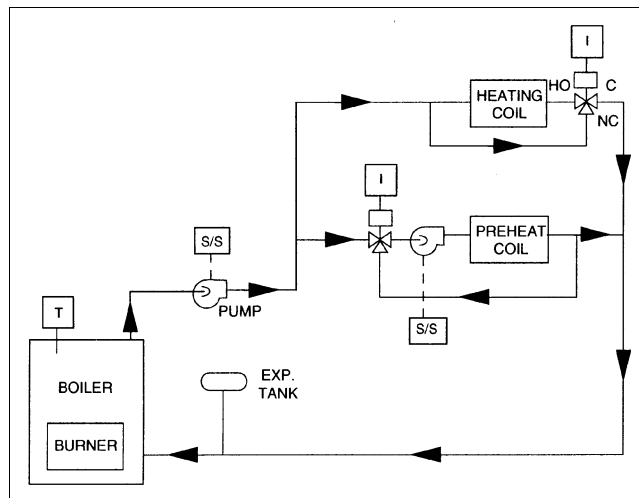 I
HO
C
HEATING
COIL
NC
I
S/S
PREHEAT
COIL
PUMP
T
S/S
BOILER
EXP.
TANK
BURNER